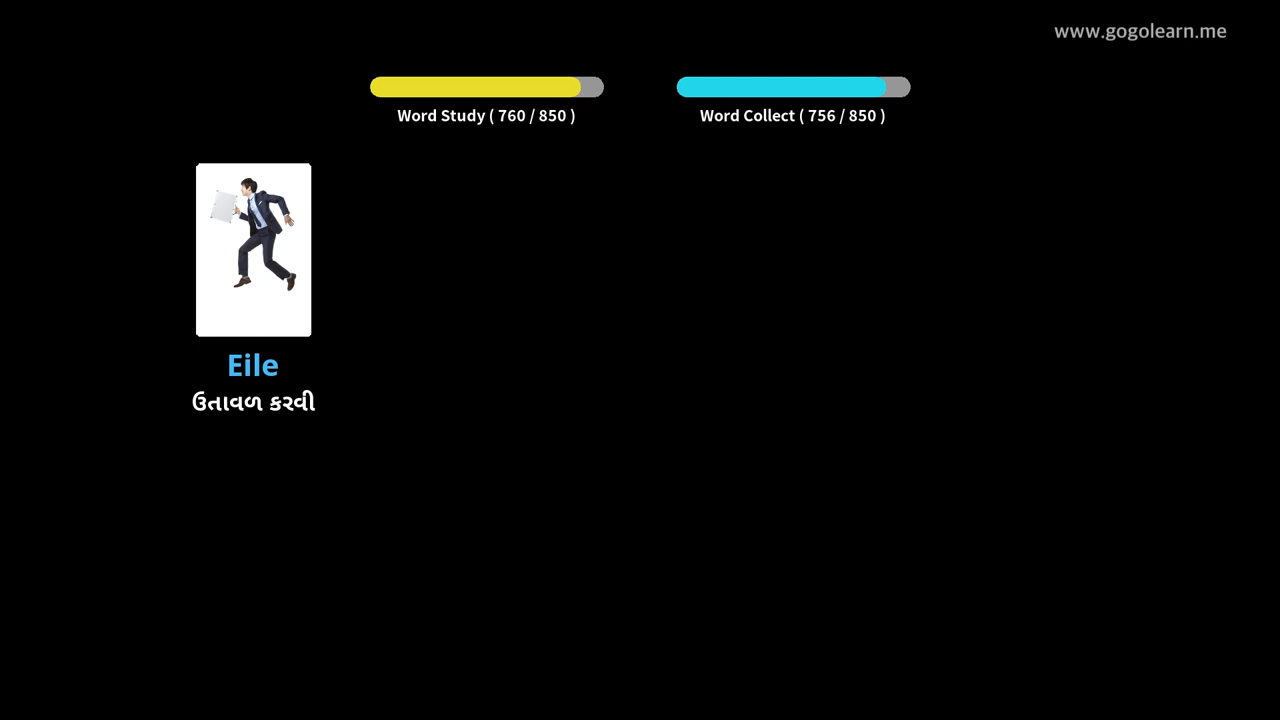 www.gogolearn.me
Word Study ( 760 / 850 )
Word Collect ( 756 / 850 )
Eile
ઉતાવળ કરવી